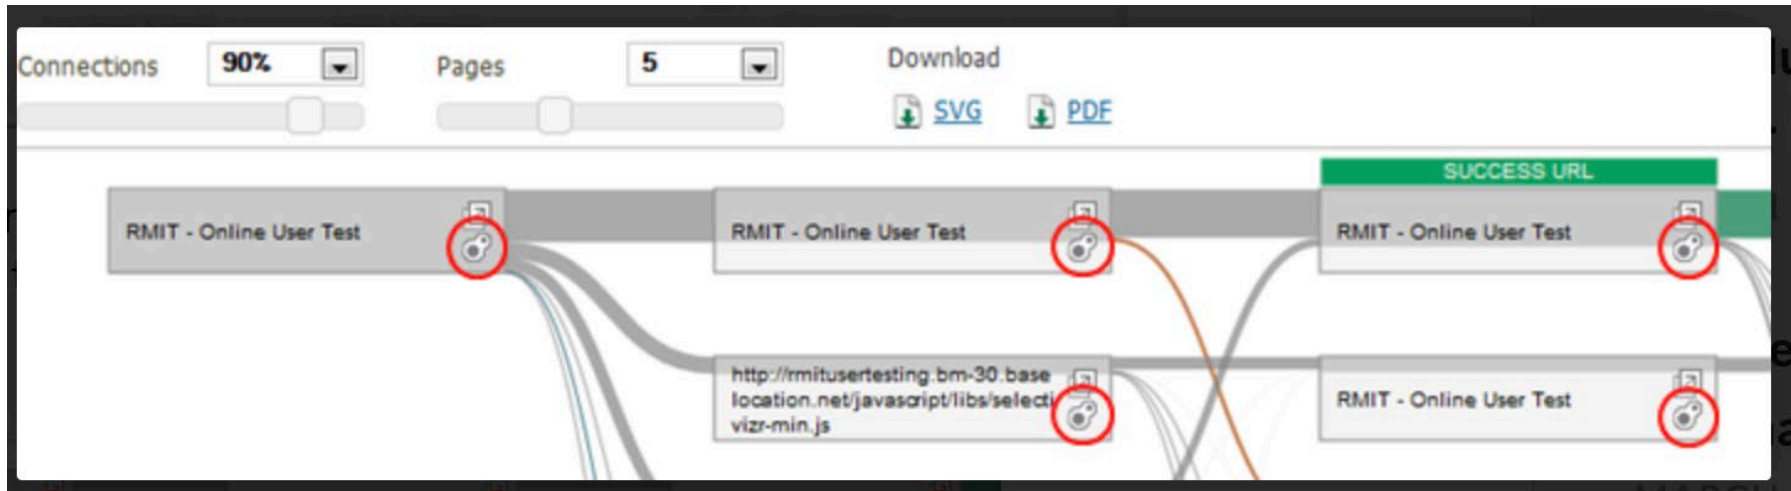 Connections 90% Pages 5 Download
SVG PDF
SUCCESS URL
RMIT - Online User Test
RMIT - Online User Test
RMIT - Online User Test
http://rmitusertesting.bm-30.base
location.net/javascript/libs/selecti
vizr-min.js
RMIT - Online User Test